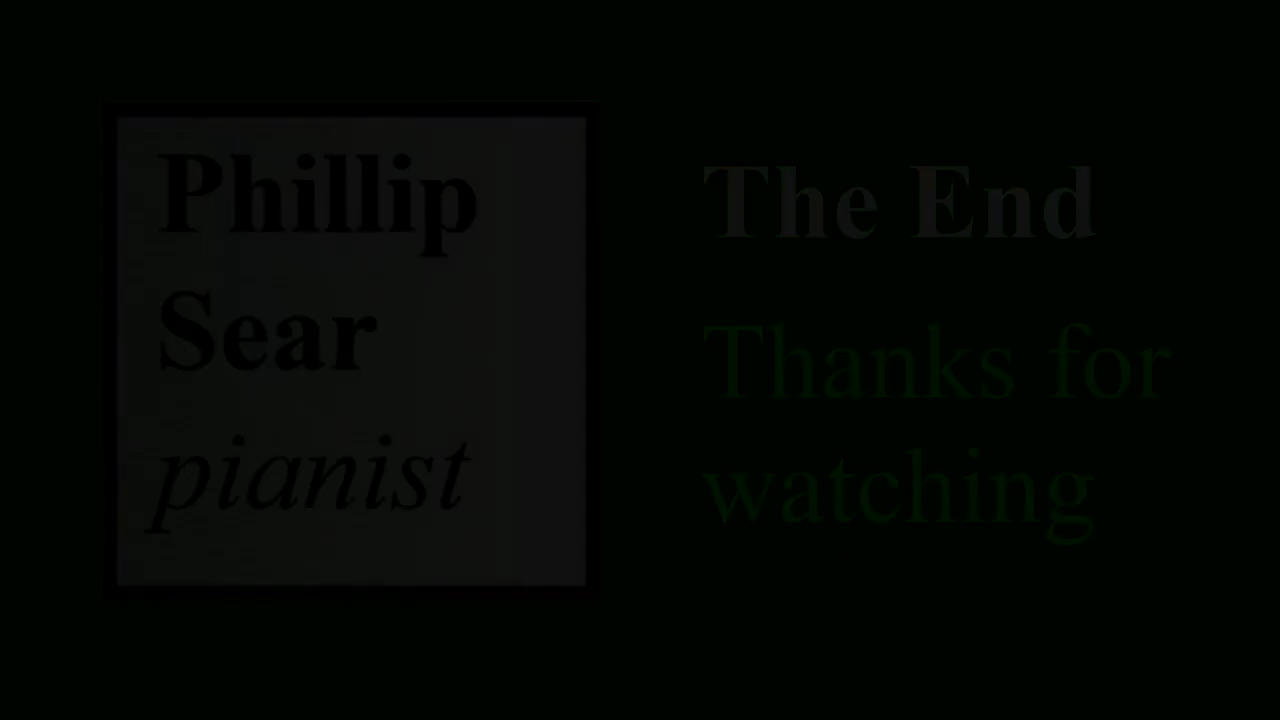 Phillip
Sear
pianist
The End
Thanks for
watching